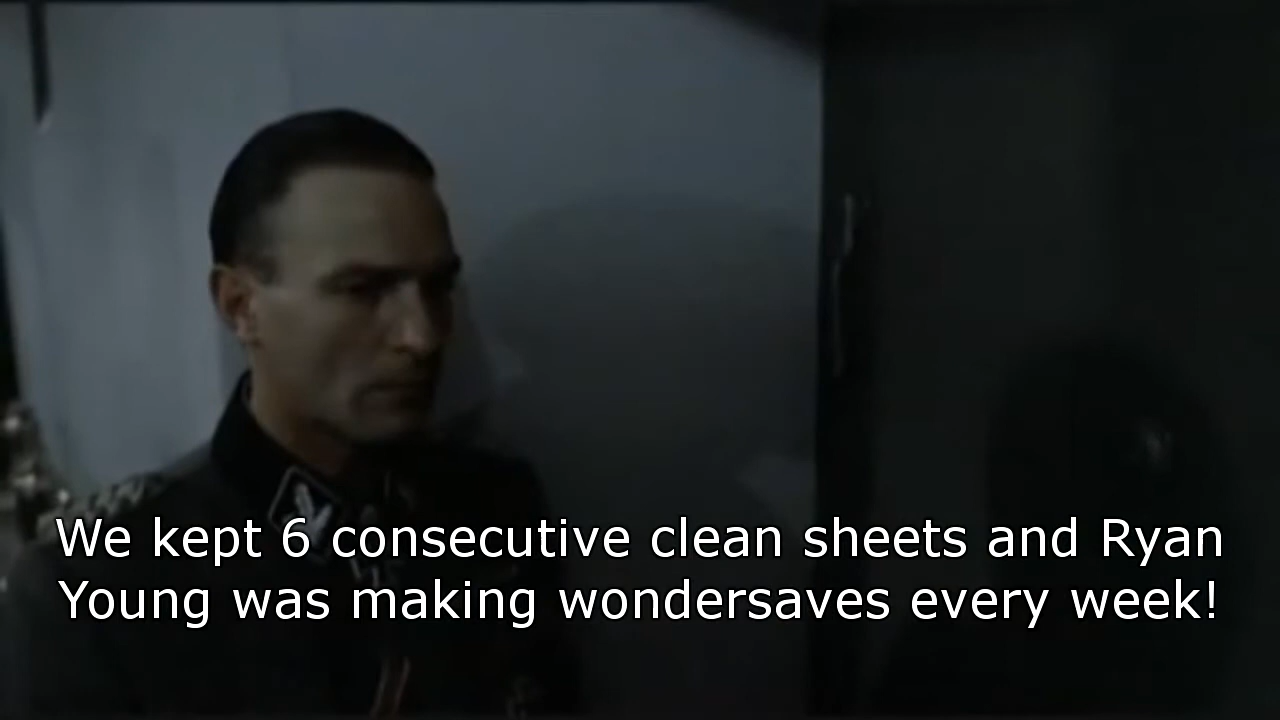 We kept 6 consecutive clean sheets and Ryan
Young was making wondersaves every week!